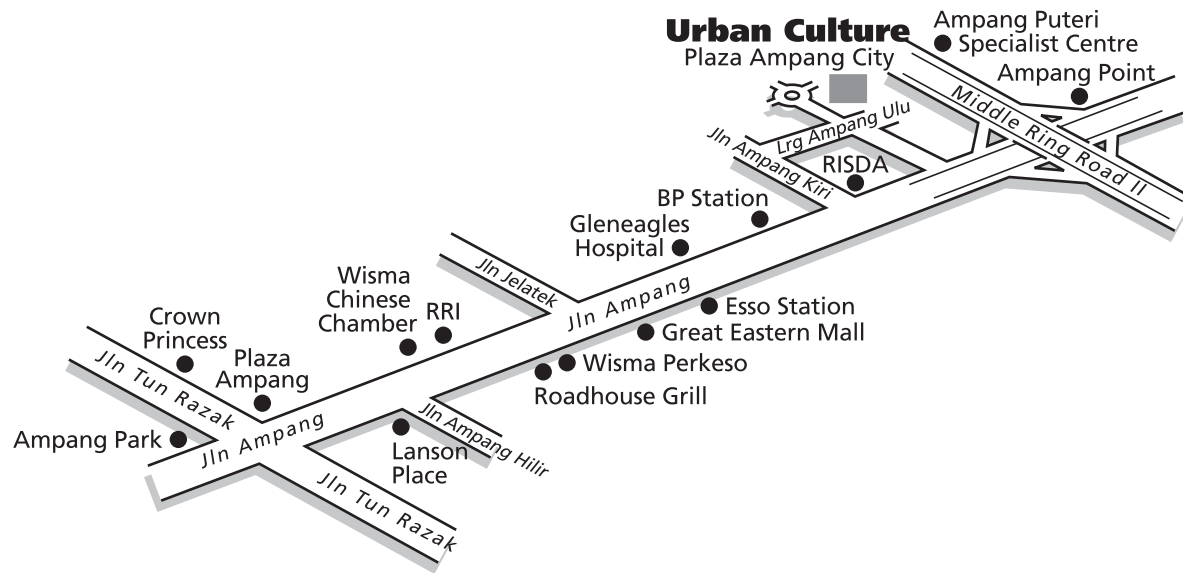 Urban Culture
Plaza Ampang City
Ampang Puteri
Specialist Centre
Ampang Point
Middle Ring Road II
Lrg Ampang Ulu
Jln Ampang Kiri
RISDA
BP Station
Gleneagles
Hospital
Jln Jelatek
Jln Ampang
Esso Station
Great Eastern Mall
Wisma Perkeso
Roadhouse Grill
Wisma
Chinese
Chamber
RRI
Crown
Princess
Plaza
Ampang
Jln Tun Razak
Ampang Park
Jln Ampang
Jln Ampang Hilir
Lanson
Place
Jln Tun Razak